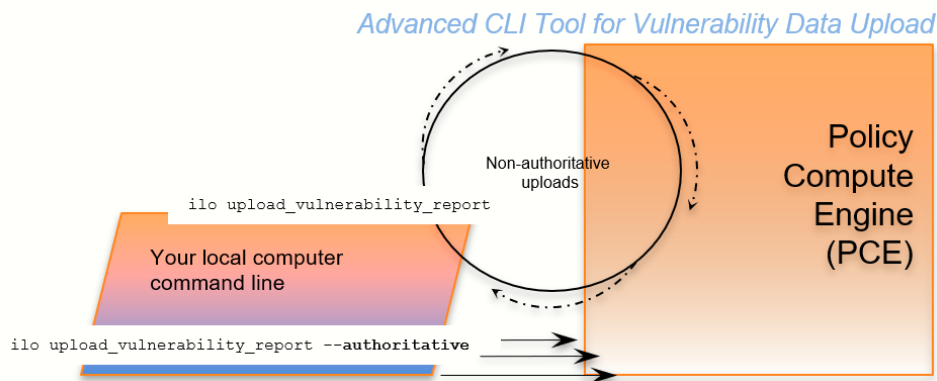 Advanced CLI Tool for Vulnerability Data Upload
Non-authoritative
uploads
Policy
Compute
Engine
(PCE)
ilo upload_vulnerability_report
Your local computer
command line
ilo upload_vulnerability_report --authoritative